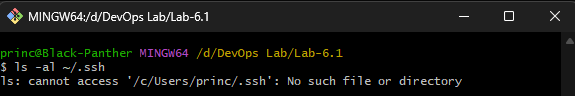 MINGW64:/d/DevOps Lab/Lab-6.1
princ@Black-Panther MINGW64 /d/DevOps Lab/Lab-6.1
$ ls -al ~/.ssh
ls: cannot access '/c/Users/princ/.ssh': No such file or directory